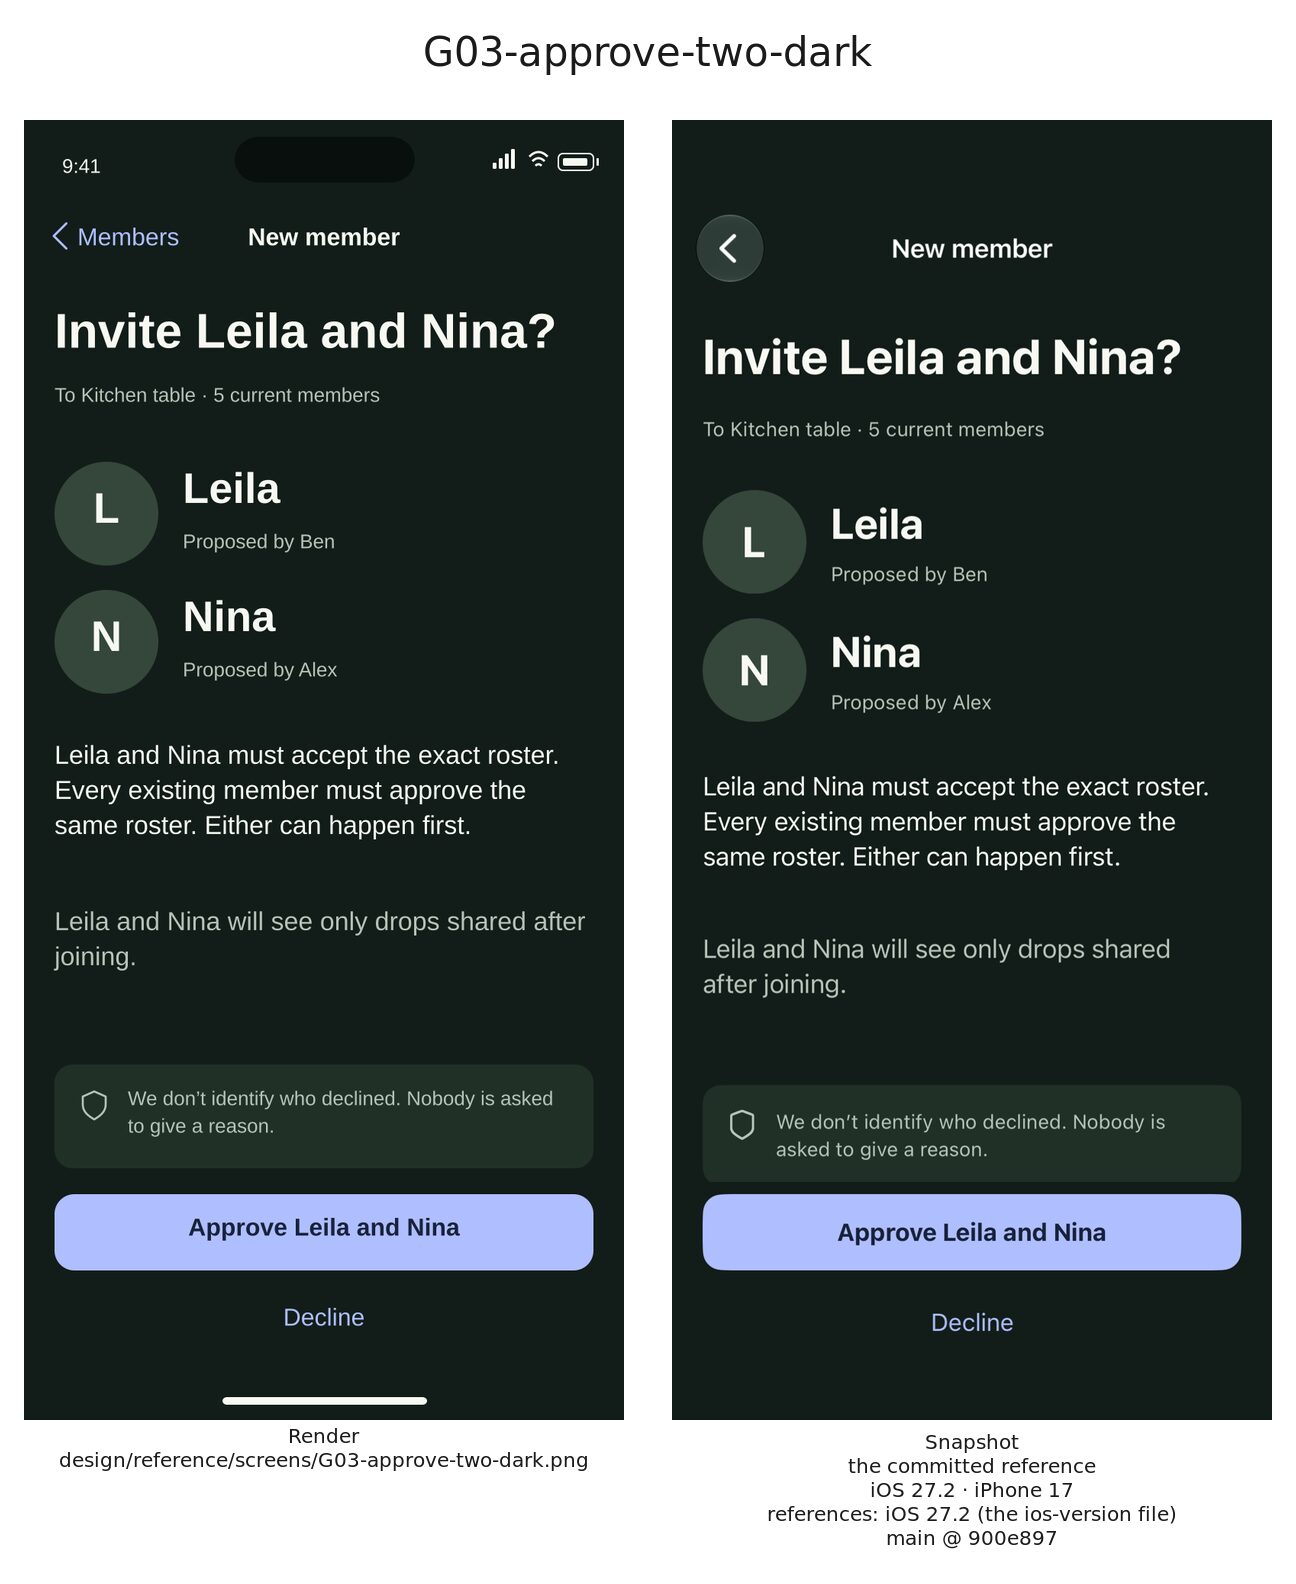 G03-approve-two-dark
9:41
Members
New member
Invite Leila and Nina?
To Kitchen table · 5 current members
L
Leila
Proposed by Ben
N
Nina
Proposed by Alex
Leila and Nina must accept the exact roster.
Every existing member must approve the
same roster. Either can happen first.
Leila and Nina will see only drops shared after
joining.
We don’t identify who declined. Nobody is asked
to give a reason.
Approve Leila and Nina
Decline
Render
design/reference/screens/G03-approve-two-dark.png
New member
Invite Leila and Nina?
To Kitchen table · 5 current members
L
Leila
Proposed by Ben
N
Nina
Proposed by Alex
Leila and Nina must accept the exact roster.
Every existing member must approve the
same roster. Either can happen first.
Leila and Nina will see only drops shared
after joining.
We don’t identify who declined. Nobody is
asked to give a reason.
Approve Leila and Nina
Decline
Snapshot
the committed reference
iOS 27.2 · iPhone 17
references: iOS 27.2 (the ios-version file)
main @ 900e897